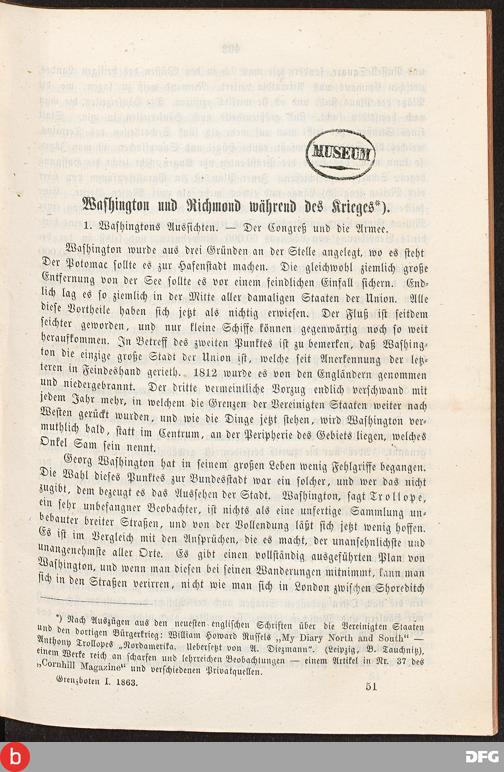 MUSEUM
Washington und Richmond während des Krieges*).
1. Washingtons Aussichten. — Der Congreß und die Armee.
Washington wurde aus drei Gründen an der Stelle angelegt, wo es steht
Der Potomac sollte es zur Hafenstadt machen. Die gleichwohl ziemlich große
Entfernung von der See sollte es vor einem feindlichen Einfall sichern. End-
lich lag es so ziemlich in der Mitte aller damaligen Staaten der Union. Alle
diese Vortheile haben sich jetzt als nichtig erwiesen. Der Fluß ist seitdem
seichter geworden, und nur kleine Schiffe können gegenwärtig noch so weit
heraufkommen. In Betreff des zweiten Punktes ist zu bemerken, daß Washing-
ton die einzige große Stadt der Union ist, welche seit Anerkennung der letz-
teren in Feindeshand gerieth. 1812 wurde es von den Engländern genommen
und niedergebrannt. Der dritte vermeintliche Vorzug endlich verschwand mit
jedem Jahr mehr, in welchem die Grenzen der Vereinigten Staaten weiter nach
Westen gerückt wurden, und wie die Dinge jetzt stehen, wird Washington ver-
muthlich bald, statt im Centrum, an der Peripherie des Gebiets liegen, welches
Onkel Sam sein nennt.
Georg Washington hat in seinem großen Leben wenig Fehlgriffe begangen.
Die Wahl dieses Punktes zur Bundesstadt war ein solcher, und wer das nicht
zugibt, dem bezeugt es das Aussehen der Stadt. Washington, sagt Trollope,
ein sehr unbefangner Beobachter, ist nichts als eine unfertige Sammlung un-
bebauter breiter Straßen, und von der Vollendung läßt sich jetzt wenig hoffen.
Es ist im Vergleich mit den Ansprüchen, die es macht, der unansehnlichste und
unangenehmste aller Orte. Es gibt einen vollständig ausgeführten Plan von
Washington, und wenn man diesen bei seinen Wanderungen mitnimmt, kann man
sich in den Straßen verirren, nicht wie man sich in London zwischen Shoreditch
*) Nach Auszügen aus den neuesten englischen Schriften über die Vereinigten Staaten
und den dortigen Bürgerkrieg: William Howard Russels „My Diary North and South“ —
Anthony Trollopes „Nordamerika. Uebersetzt von A. Diezmann“. (Leipzig, B. Tauchnitz),
einem Werke reich an scharfen und lehrreichen Beobachtungen — einem Artikel in Nr. 37 des
„Cornhill Magazine“ und verschiedenen Privatquellen.
Grenzboten I. 1863.
51
b
DFG